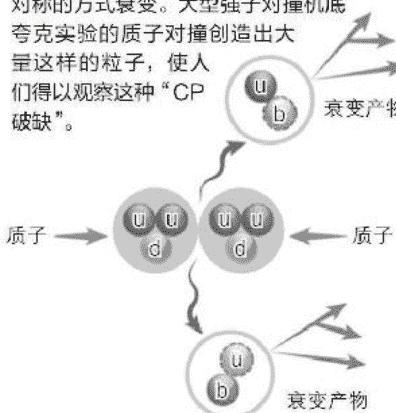 对称的方式衰变。大型强子对撞机底
夸克实验的质子对撞创造出大
量这样的粒子，使人
们得以观察这种“CP
破缺”。
u
b
衰变产物
u u u u
质子 质子
d d
u
b
衰变产物